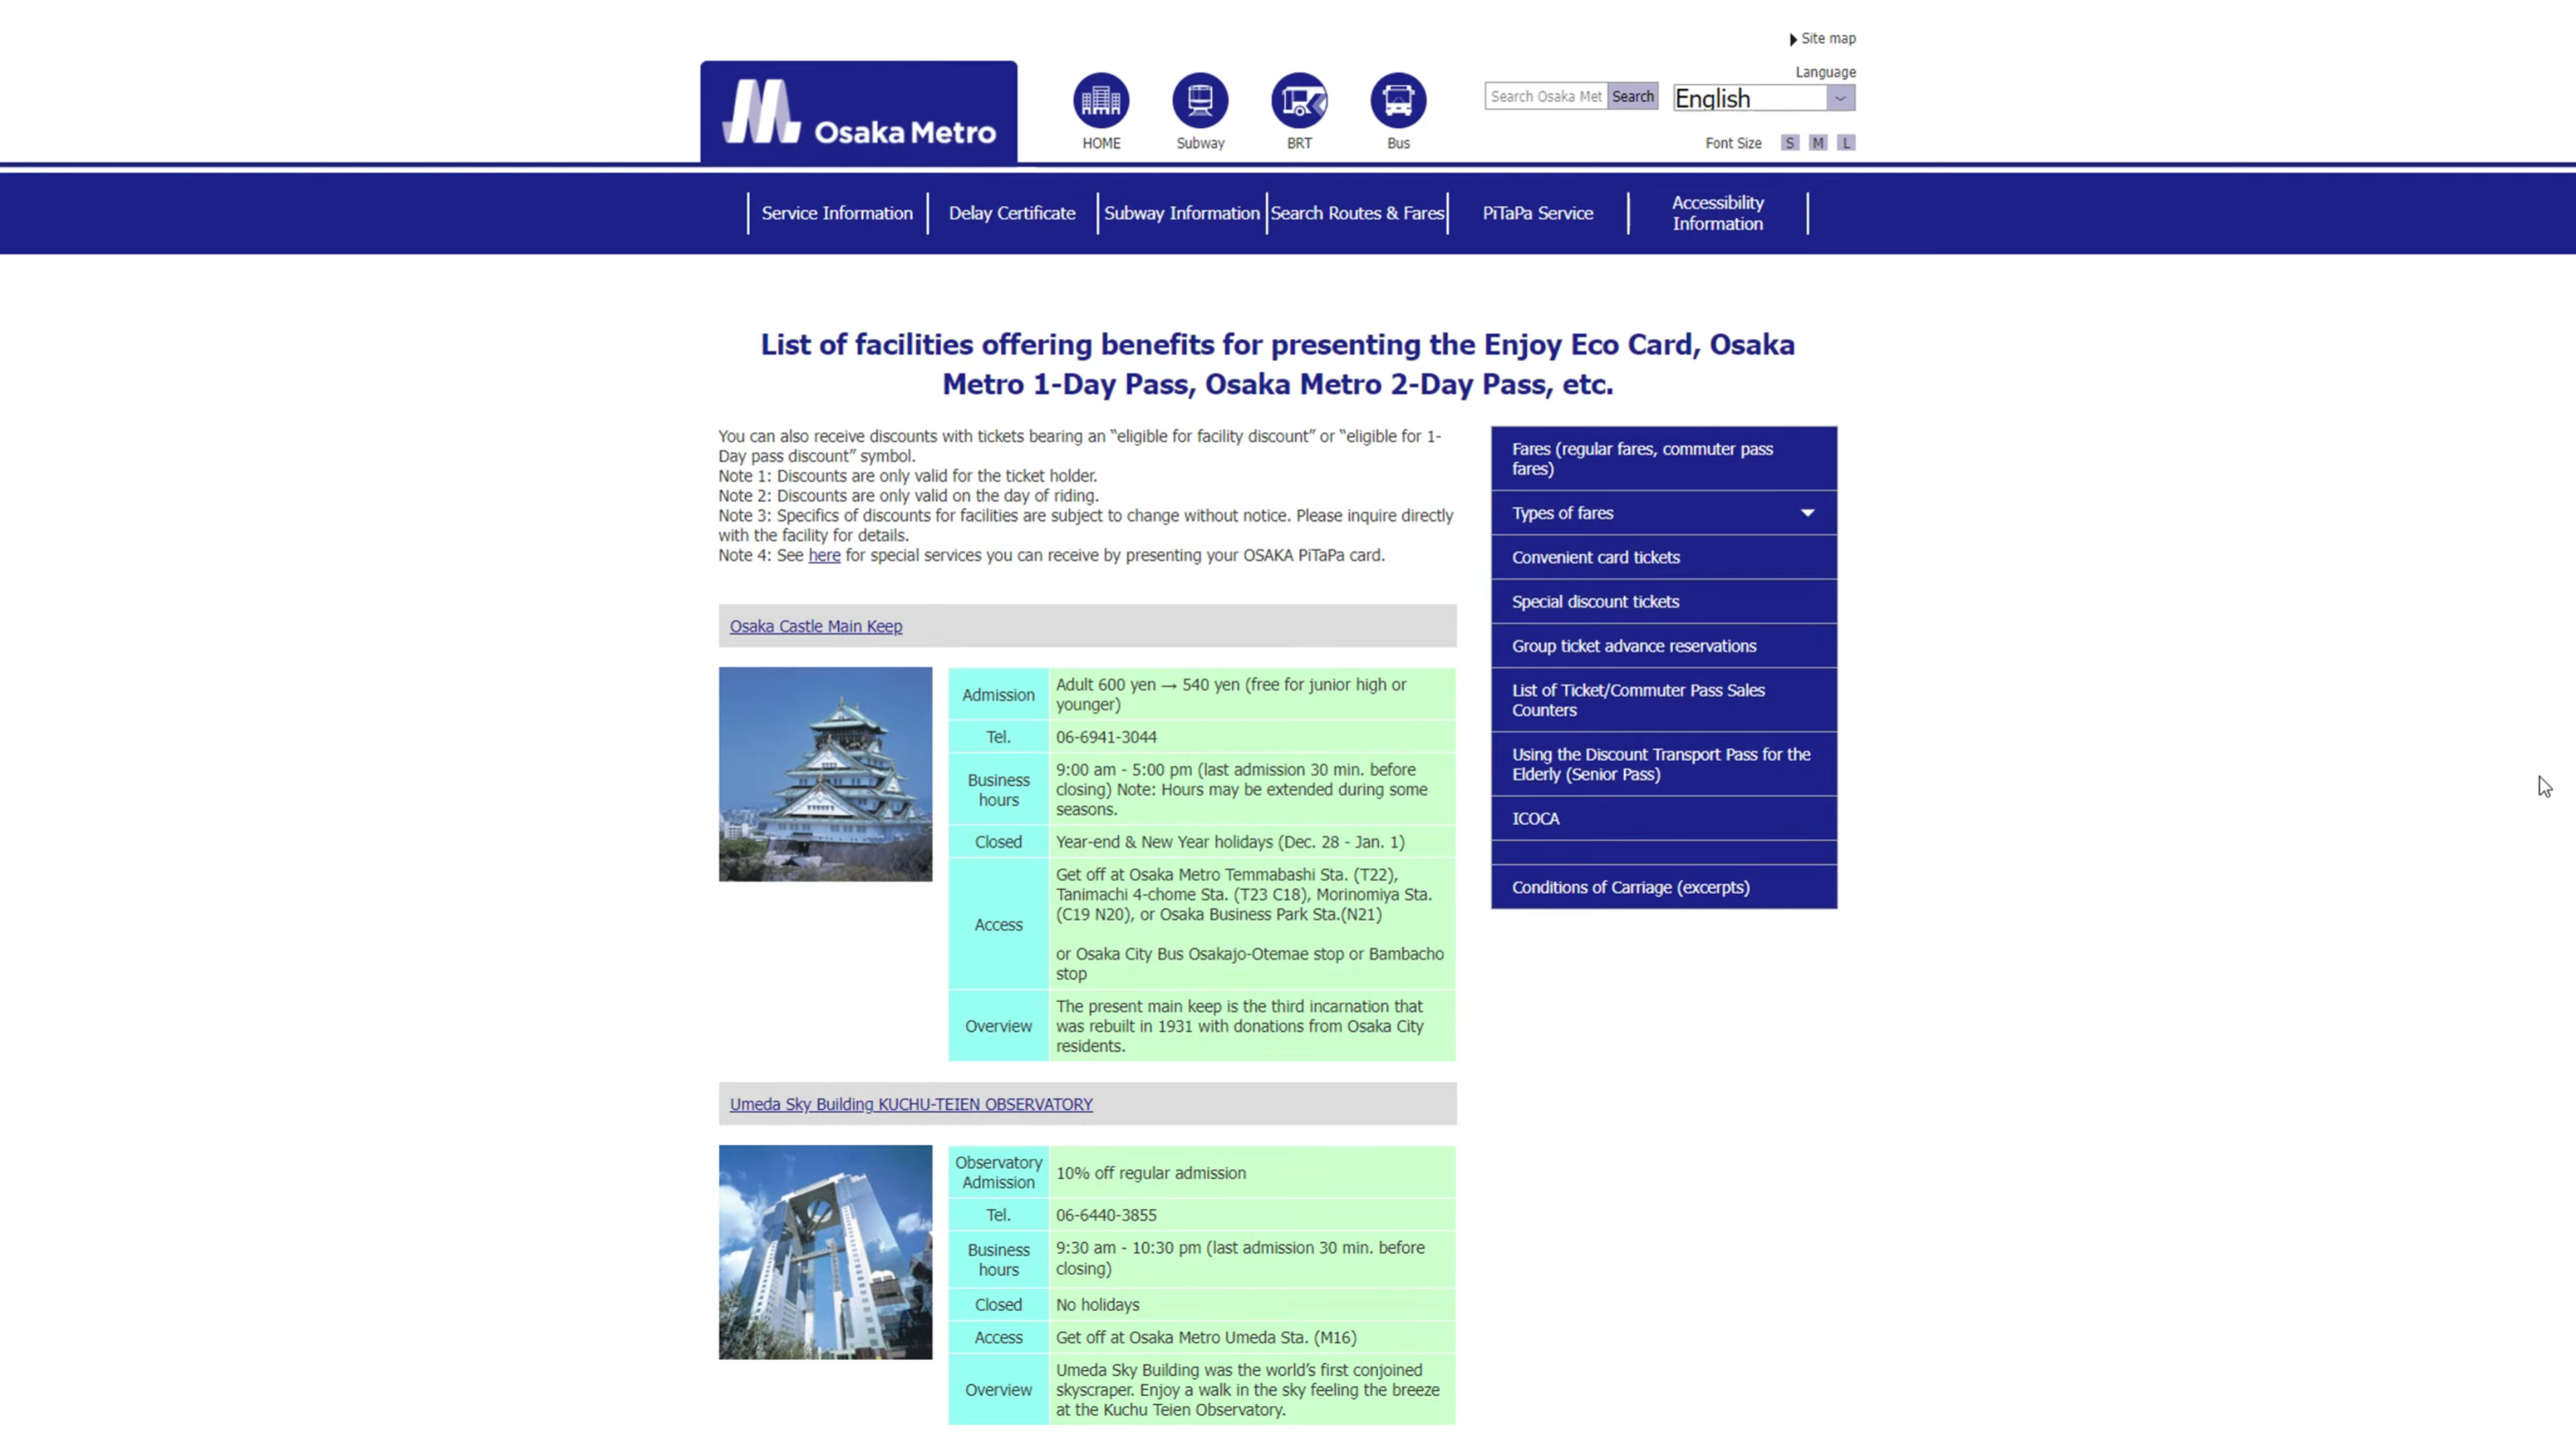 Site map
Language
Osaka Metro
HOME
Subway
BRT
Bus
Search Osaka Met
Search
English
Font Size S M L
Service Information
Delay Certificate
Subway Information
Search Routes & Fares
PiTaPa Service
Accessibility
Information
List of facilities offering benefits for presenting the Enjoy Eco Card, Osaka
Metro 1-Day Pass, Osaka Metro 2-Day Pass, etc.
You can also receive discounts with tickets bearing an “eligible for facility discount” or “eligible for 1-
Day pass discount” symbol.
Note 1: Discounts are only valid for the ticket holder.
Note 2: Discounts are only valid on the day of riding.
Note 3: Specifics of discounts for facilities are subject to change without notice. Please inquire directly
with the facility for details.
Note 4: See here for special services you can receive by presenting your OSAKA PiTaPa card.
Osaka Castle Main Keep
Admission
Adult 600 yen → 540 yen (free for junior high or
younger)
Tel.
06-6941-3044
Business
hours
9:00 am - 5:00 pm (last admission 30 min. before
closing) Note: Hours may be extended during some
seasons.
Closed
Year-end & New Year holidays (Dec. 28 - Jan. 1)
Access
Get off at Osaka Metro Temmabashi Sta. (T22),
Tanimachi 4-chome Sta. (T23 C18), Morinomiya Sta.
(C19 N20), or Osaka Business Park Sta.(N21)
or Osaka City Bus Osakajo-Otemae stop or Bambacho
stop
Overview
The present main keep is the third incarnation that
was rebuilt in 1931 with donations from Osaka City
residents.
Umeda Sky Building KUCHU-TEIEN OBSERVATORY
Observatory
Admission
10% off regular admission
Tel.
06-6440-3855
Business
hours
9:30 am - 10:30 pm (last admission 30 min. before
closing)
Closed
No holidays
Access
Get off at Osaka Metro Umeda Sta. (M16)
Overview
Umeda Sky Building was the world’s first conjoined
skyscraper. Enjoy a walk in the sky feeling the breeze
at the Kuchu Teien Observatory.
Fares (regular fares, commuter pass
fares)
Types of fares
Convenient card tickets
Special discount tickets
Group ticket advance reservations
List of Ticket/Commuter Pass Sales
Counters
Using the Discount Transport Pass for the
Elderly (Senior Pass)
ICOCA
Conditions of Carriage (excerpts)